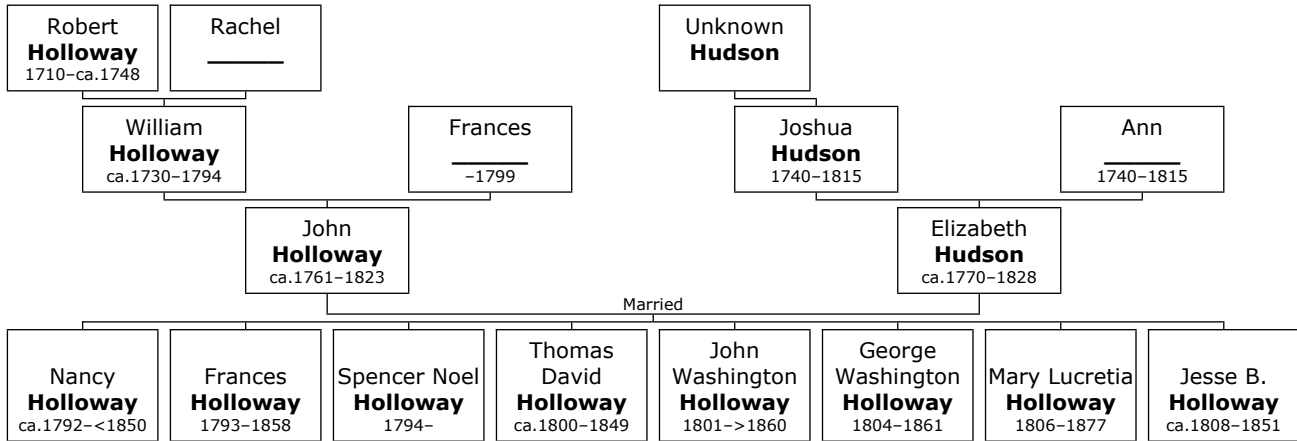 Robert
Holloway
1710–ca.1748
Rachel
______
Unknown
Hudson
William
Holloway
ca.1730–1794
Frances
______
–1799
Joshua
Hudson
1740–1815
Ann
______
1740–1815
John
Holloway
ca.1761–1823
Elizabeth
Hudson
ca.1770–1828
Married
Nancy
Holloway
ca.1792–<1850
Frances
Holloway
1793–1858
Spencer Noel
Holloway
1794–
Thomas
David
Holloway
ca.1800–1849
John
Washington
Holloway
1801–>1860
George
Washington
Holloway
1804–1861
Mary Lucretia
Holloway
1806–1877
Jesse B.
Holloway
ca.1808–1851